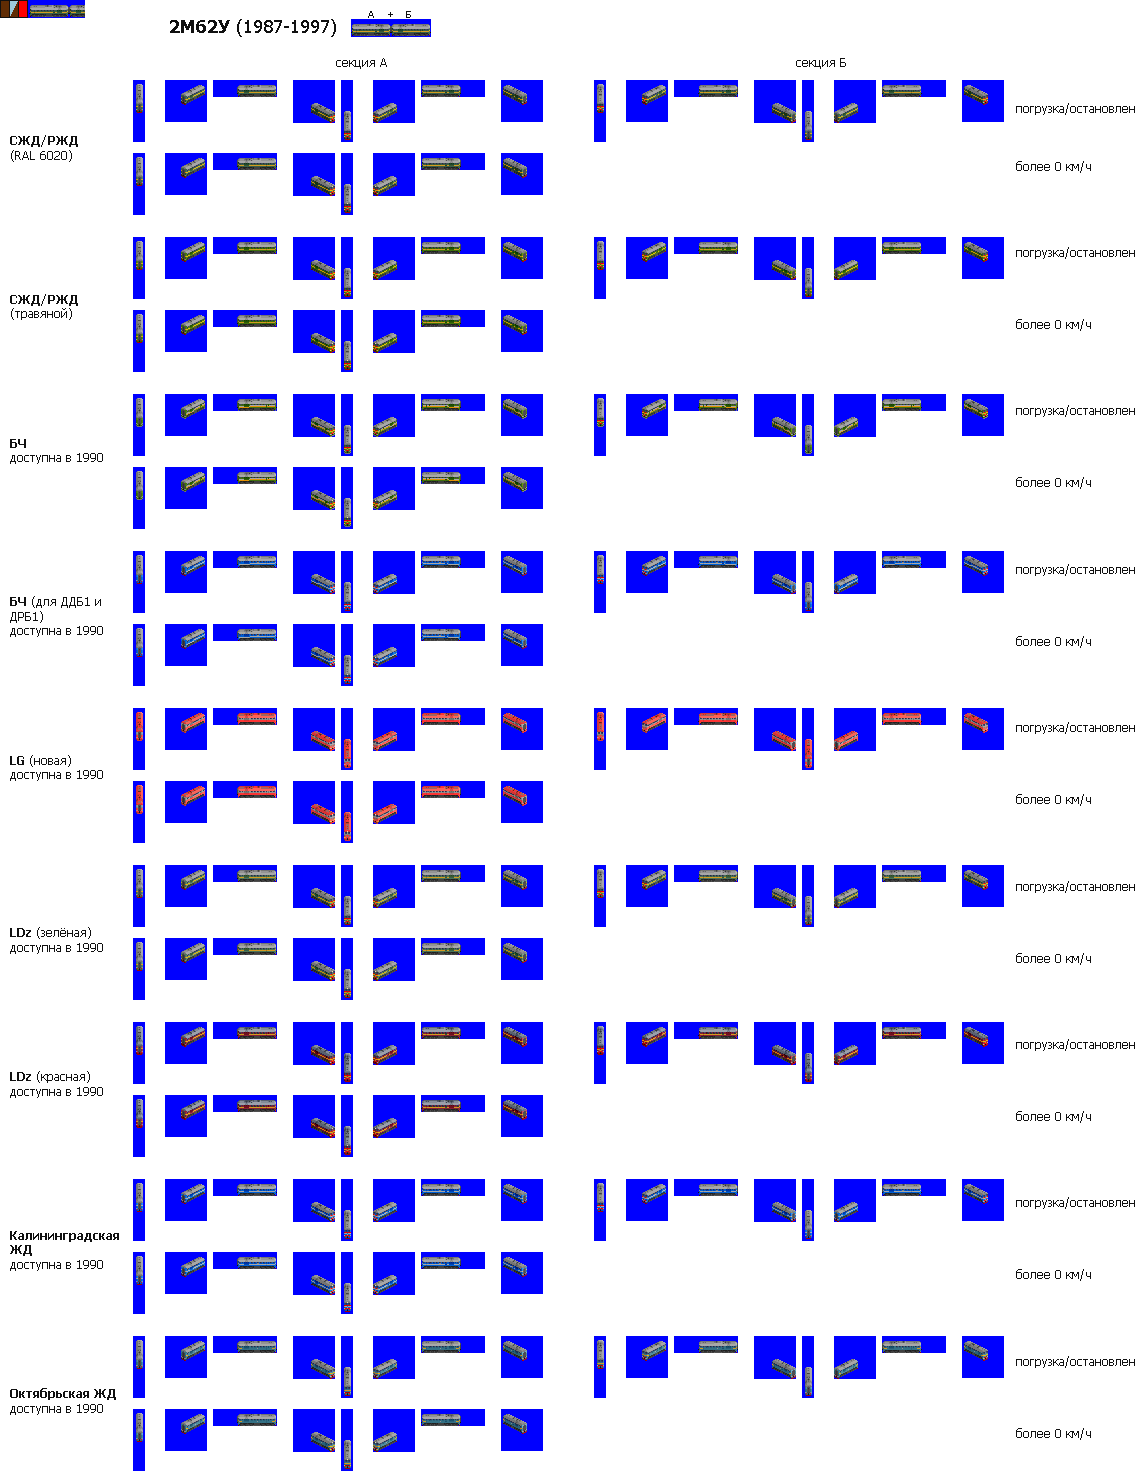 А + Б
2М62У (1987-1997)
секция А
секция Б
погрузка/остановлен
СЖД/РЖД
(RAL 6020)
более 0 км/ч
погрузка/остановлен
СЖД/РЖД
(травяной)
более 0 км/ч
погрузка/остановлен
БЧ
доступна в 1990
более 0 км/ч
погрузка/остановлен
БЧ (для ДДБ1 и
ДРБ1)
доступна в 1990
более 0 км/ч
погрузка/остановлен
LG (новая)
доступна в 1990
более 0 км/ч
погрузка/остановлен
LDz (зелёная)
доступна в 1990
более 0 км/ч
погрузка/остановлен
LDz (красная)
доступна в 1990
более 0 км/ч
погрузка/остановлен
Калининградская
ЖД
доступна в 1990
более 0 км/ч
погрузка/остановлен
Октябрьская ЖД
доступна в 1990
более 0 км/ч